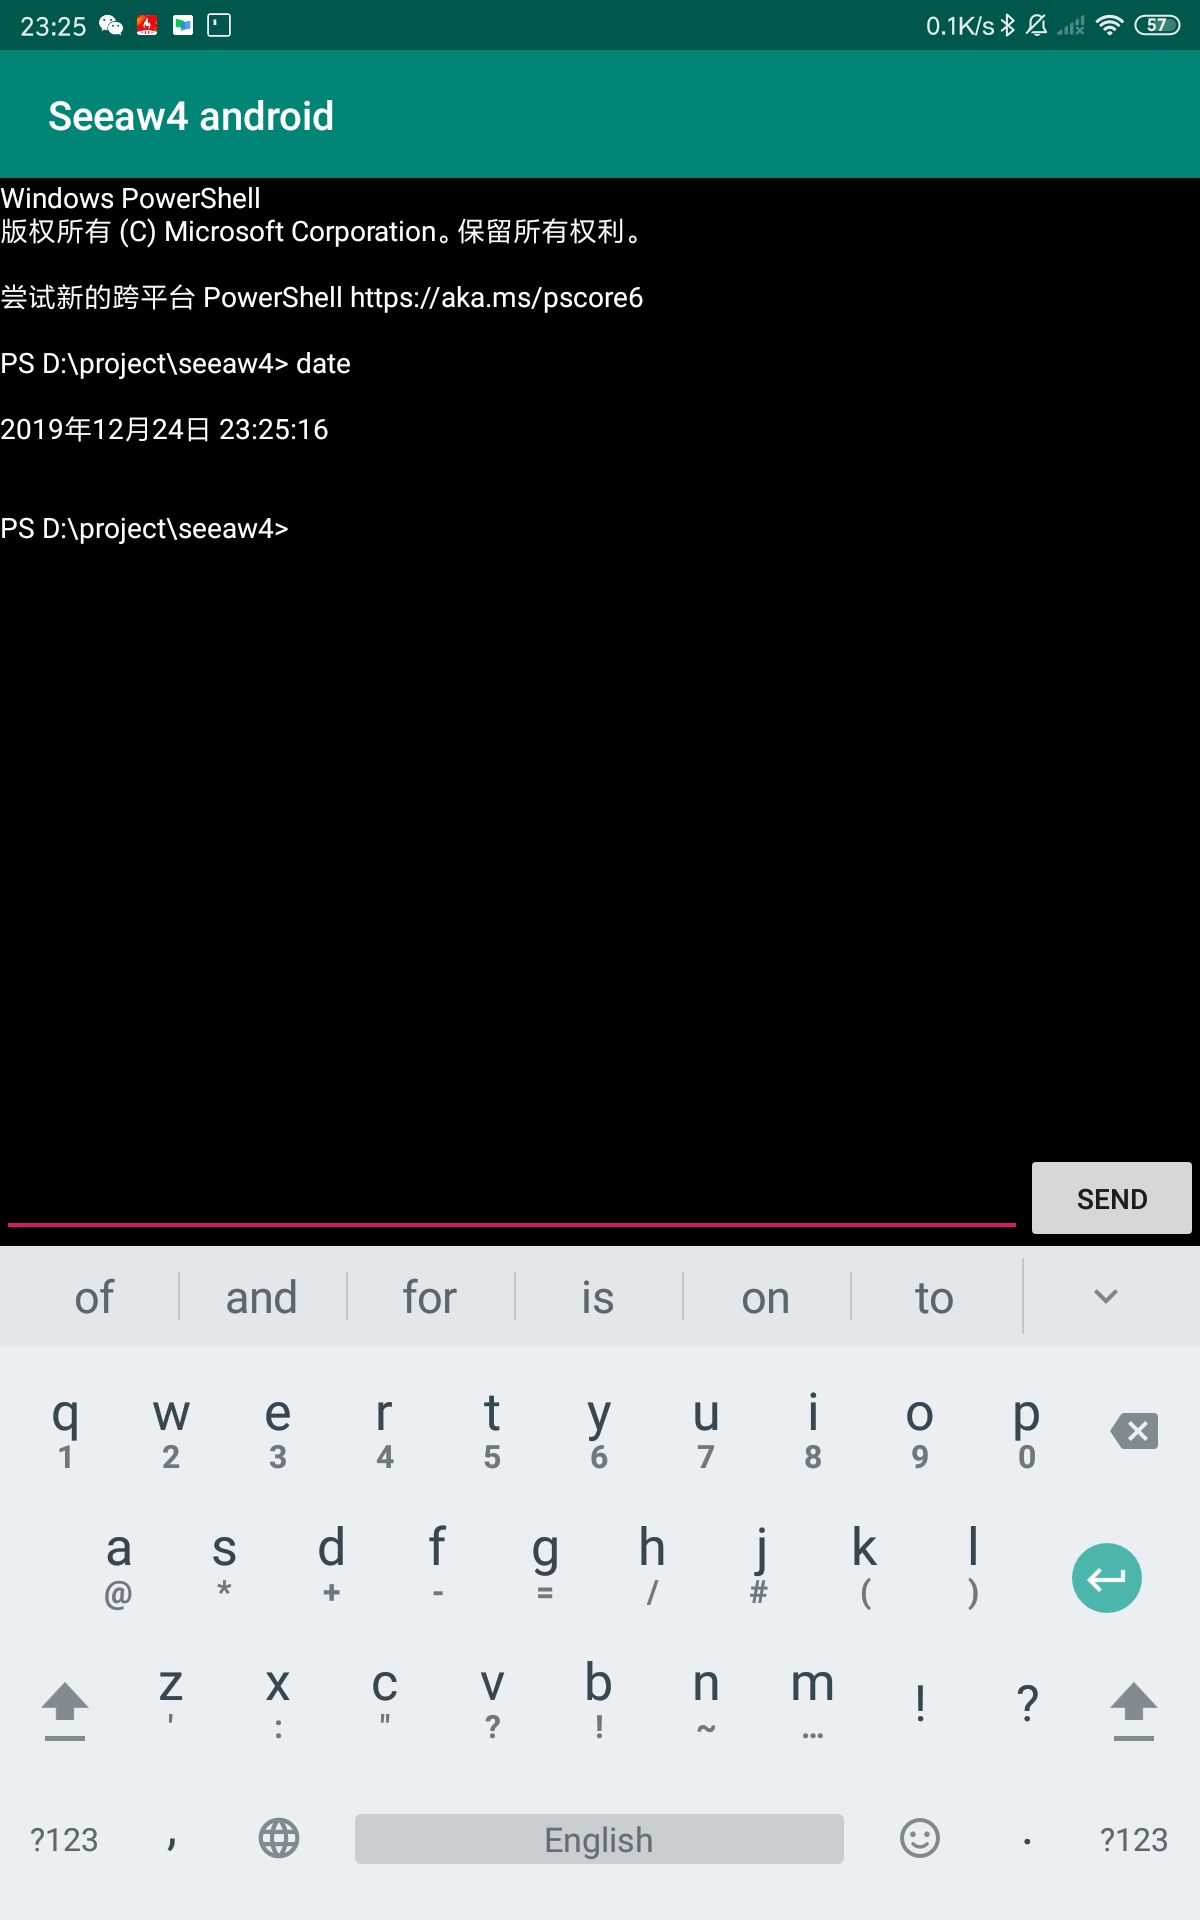 23:25 0.1K/s 57
Seeaw4 android
Windows PowerShell
版权所有 (C) Microsoft Corporation。保留所有权利。
尝试新的跨平台 PowerShell https://aka.ms/pscore6
PS D:\project\seeaw4> date
2019年12月24日 23:25:16
PS D:\project\seeaw4>
SEND
of and for is on to
q w e r t y u i o p
1 2 3 4 5 6 7 8 9 0
a s d f g h j k l
@ * + - = / # ( )
z x c v b n m ! ?
' : " ? ! ~ …
?123 , English . ?123